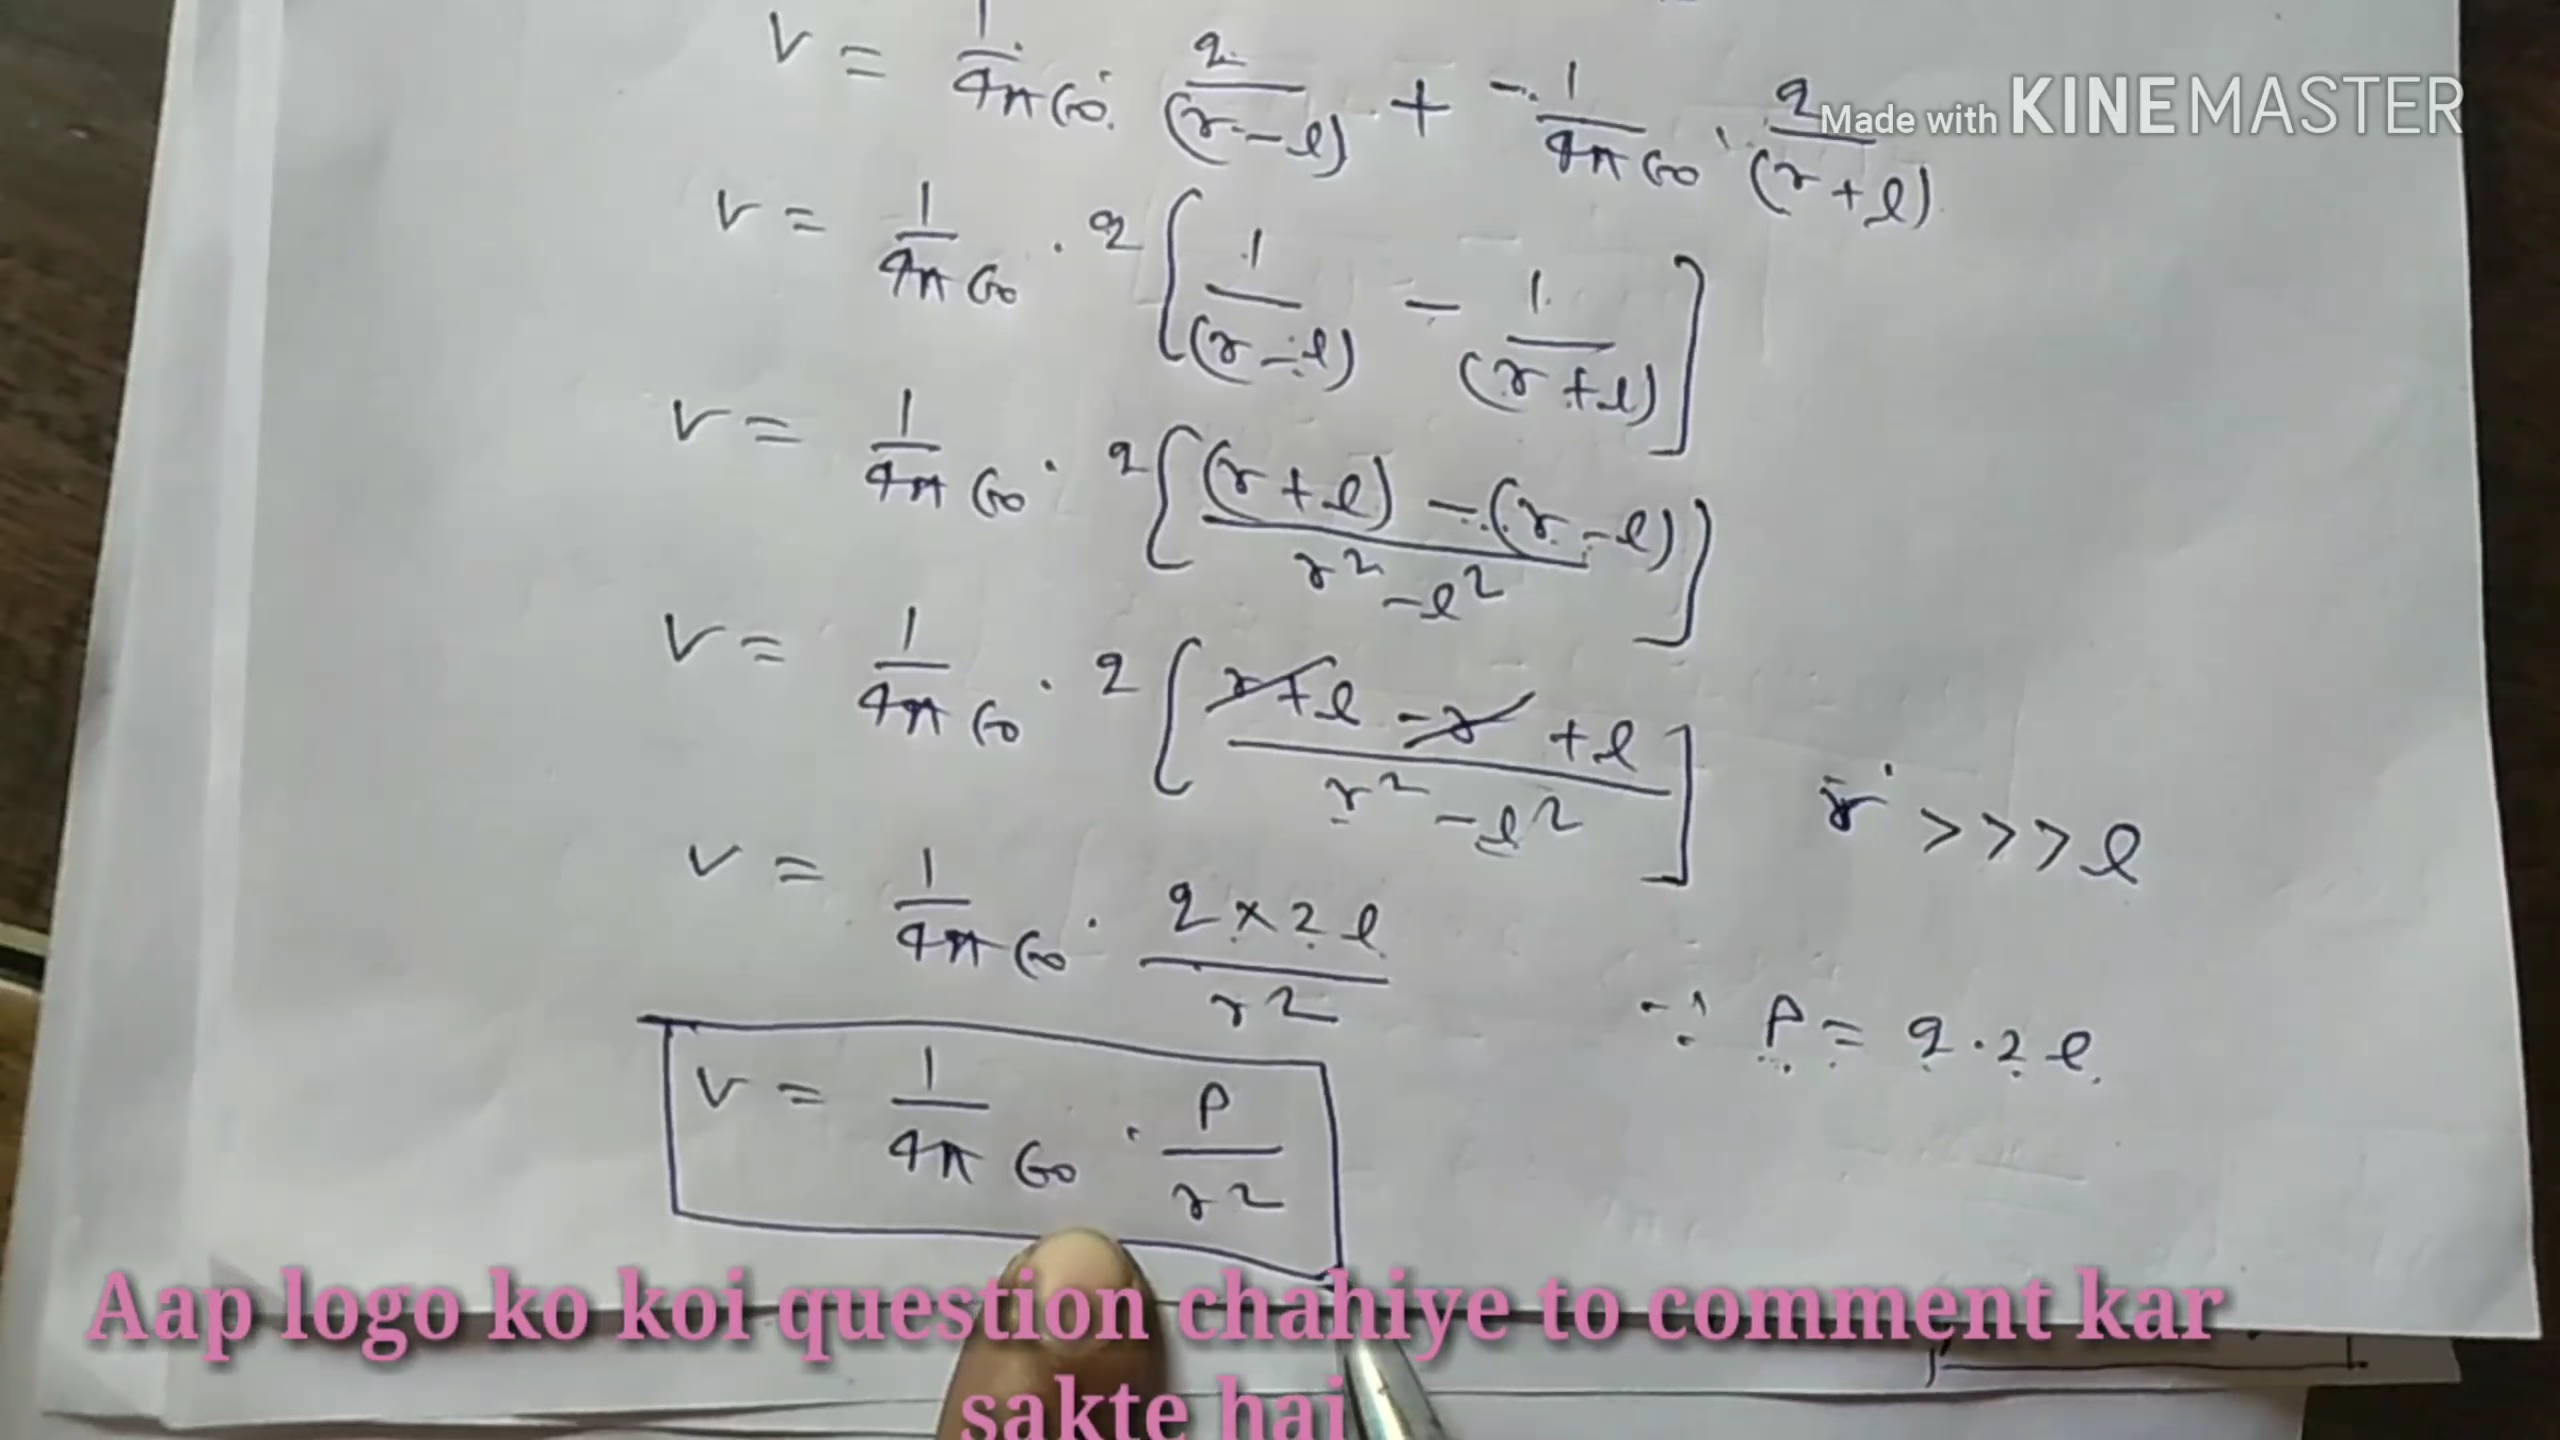 V = 1/4πε₀ · q/(r-l) + - 1/4πε₀ · q/(r+l)
Made with KINEMASTER
V = 1/4πε₀ · q [1/(r-l) - 1/(r+l)]
V = 1/4πε₀ · q [(r+l) - (r-l) / r² - l²]
V = 1/4πε₀ · q [r+l - r + l / r² - l²] r >>> l
V = 1/4πε₀ · q × 2l / r²
∵ P = q · 2l
V = 1/4πε₀ · P/r²
Aap logo ko koi question chahiye to comment kar
sakte hai